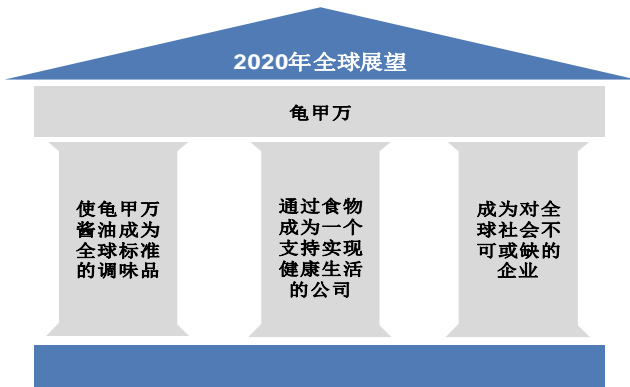 2020年全球展望
龟甲万
使龟甲万
酱油成为
全球标准
的调味品
通过食物
成为一个
支持实现
健康生活
的公司
成为对全
球社会不
可或缺的
企业